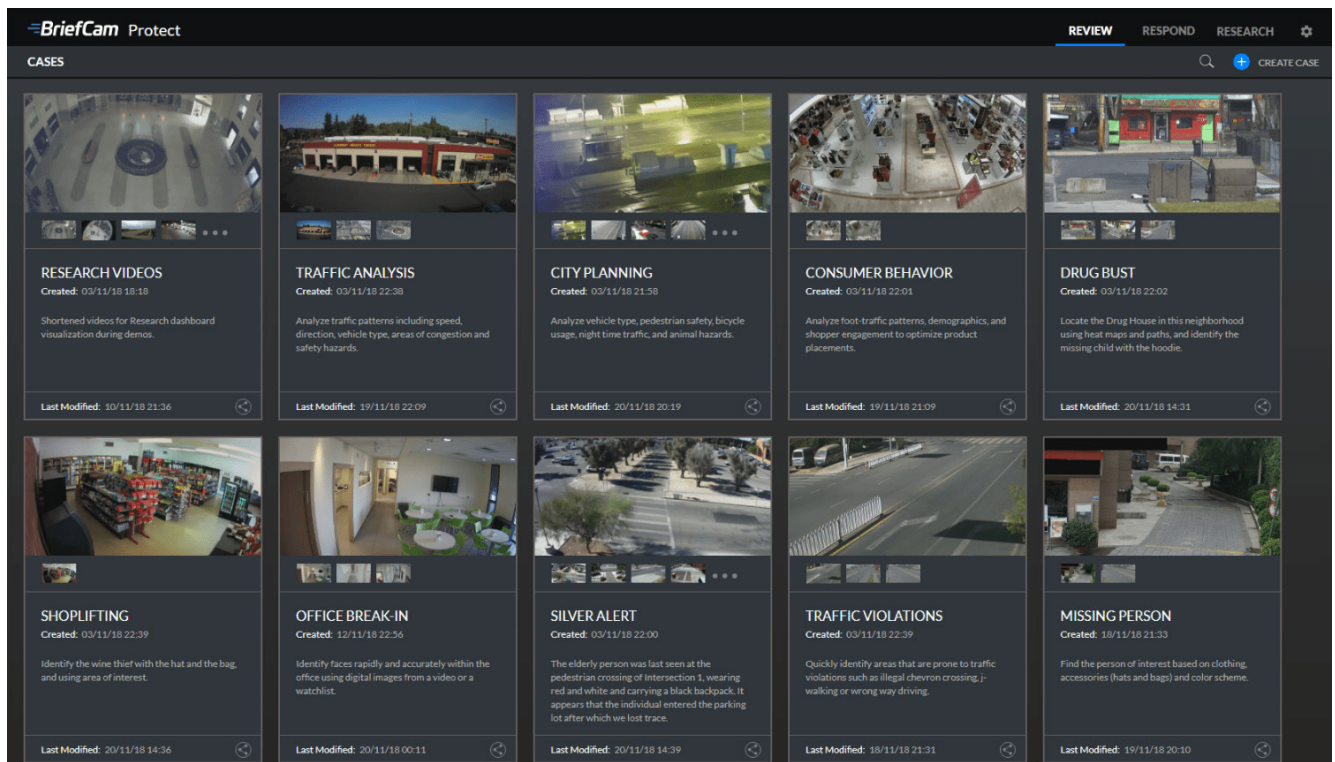 BriefCam Protect
REVIEW
RESPOND
RESEARCH
CASES
CREATE CASE
RESEARCH VIDEOS
Created: 03/11/18 18:18
Shortened videos for Research dashboard
visualization during demos.
Last Modified: 10/11/18 21:36
TRAFFIC ANALYSIS
Created: 03/11/18 22:38
Analyze traffic patterns including speed,
direction, vehicle type, areas of congestion and
safety hazards.
Last Modified: 19/11/18 22:09
CITY PLANNING
Created: 03/11/18 21:58
Analyze vehicle type, pedestrian safety, bicycle
usage, night time traffic, and animal hazards.
Last Modified: 20/11/18 20:19
CONSUMER BEHAVIOR
Created: 03/11/18 22:01
Analyze foot-traffic patterns, demographics, and
shopper engagement to optimize product
placements.
Last Modified: 19/11/18 21:09
DRUG BUST
Created: 03/11/18 22:02
Locate the Drug House in this neighborhood
using heat maps and paths, and identify the
missing child with the hoodie.
Last Modified: 20/11/18 14:31
SHOPLIFTING
Created: 03/11/18 22:39
Identify the wine thief with the hat and the bag,
and using area of interest.
Last Modified: 20/11/18 14:36
OFFICE BREAK-IN
Created: 12/11/18 22:56
Identify faces rapidly and accurately within the
office using digital images from a video or a
watchlist.
Last Modified: 20/11/18 00:11
SILVER ALERT
Created: 03/11/18 22:00
The elderly person was last seen at the
pedestrian crossing of Intersection 1, wearing
red and white and carrying a black backpack. It
appears that the individual entered the parking
lot after which we lost trace.
Last Modified: 20/11/18 14:39
TRAFFIC VIOLATIONS
Created: 03/11/18 22:39
Quickly identify areas that are prone to traffic
violations such as illegal chevron crossing, j-
walking or wrong way driving.
Last Modified: 18/11/18 21:31
MISSING PERSON
Created: 18/11/18 21:33
Find the person of interest based on clothing,
accessories (hats and bags) and color scheme.
Last Modified: 19/11/18 20:10